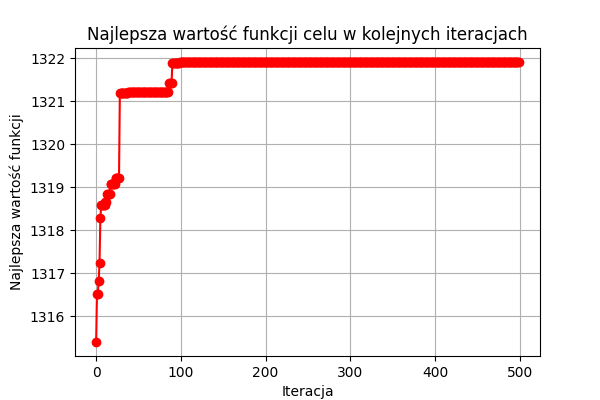 Najlepsza wartość funkcji celu w kolejnych iteracjach
Najlepsza wartość funkcji
1322
1321
1320
1319
1318
1317
1316
0 100 200 300 400 500
Iteracja